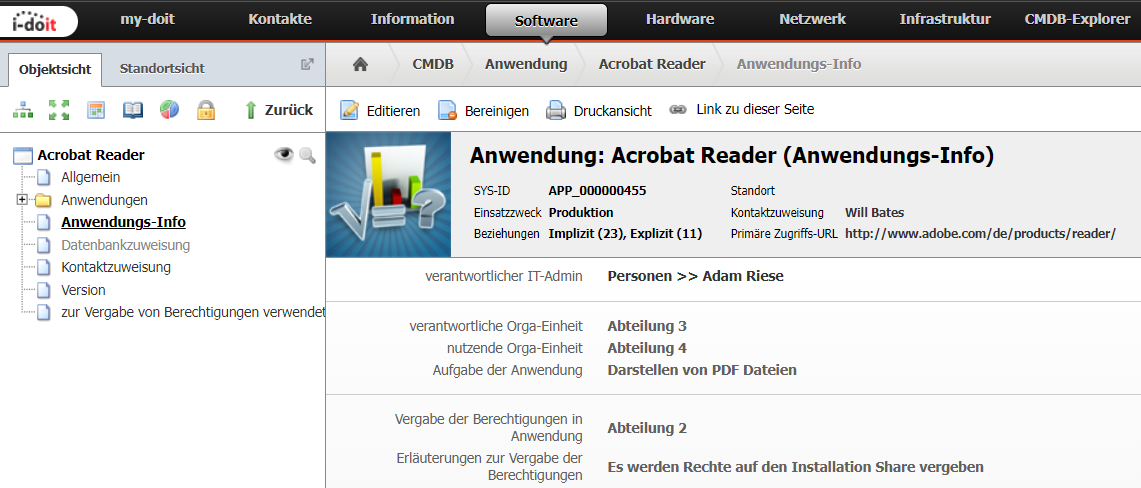 i-doit
my-doit Kontakte Information Software Hardware Netzwerk Infrastruktur CMDB-Explorer
Objektsicht Standortsicht
CMDB Anwendung Acrobat Reader Anwendungs-Info
Zurück
Editieren Bereinigen Druckansicht Link zu dieser Seite
Acrobat Reader
Allgemein
Anwendungen
Anwendungs-Info
Datenbankzuweisung
Kontaktzuweisung
Version
zur Vergabe von Berechtigungen verwendet
Anwendung: Acrobat Reader (Anwendungs-Info)
SYS-ID APP_000000455 Standort
Einsatzzweck Produktion Kontaktzuweisung Will Bates
Beziehungen Implizit (23), Explizit (11) Primäre Zugriffs-URL http://www.adobe.com/de/products/reader/
verantwortlicher IT-Admin Personen >> Adam Riese
verantwortliche Orga-Einheit Abteilung 3
nutzende Orga-Einheit Abteilung 4
Aufgabe der Anwendung Darstellen von PDF Dateien
Vergabe der Berechtigungen in
Anwendung Abteilung 2
Erläuterungen zur Vergabe der
Berechtigungen Es werden Rechte auf den Installation Share vergeben